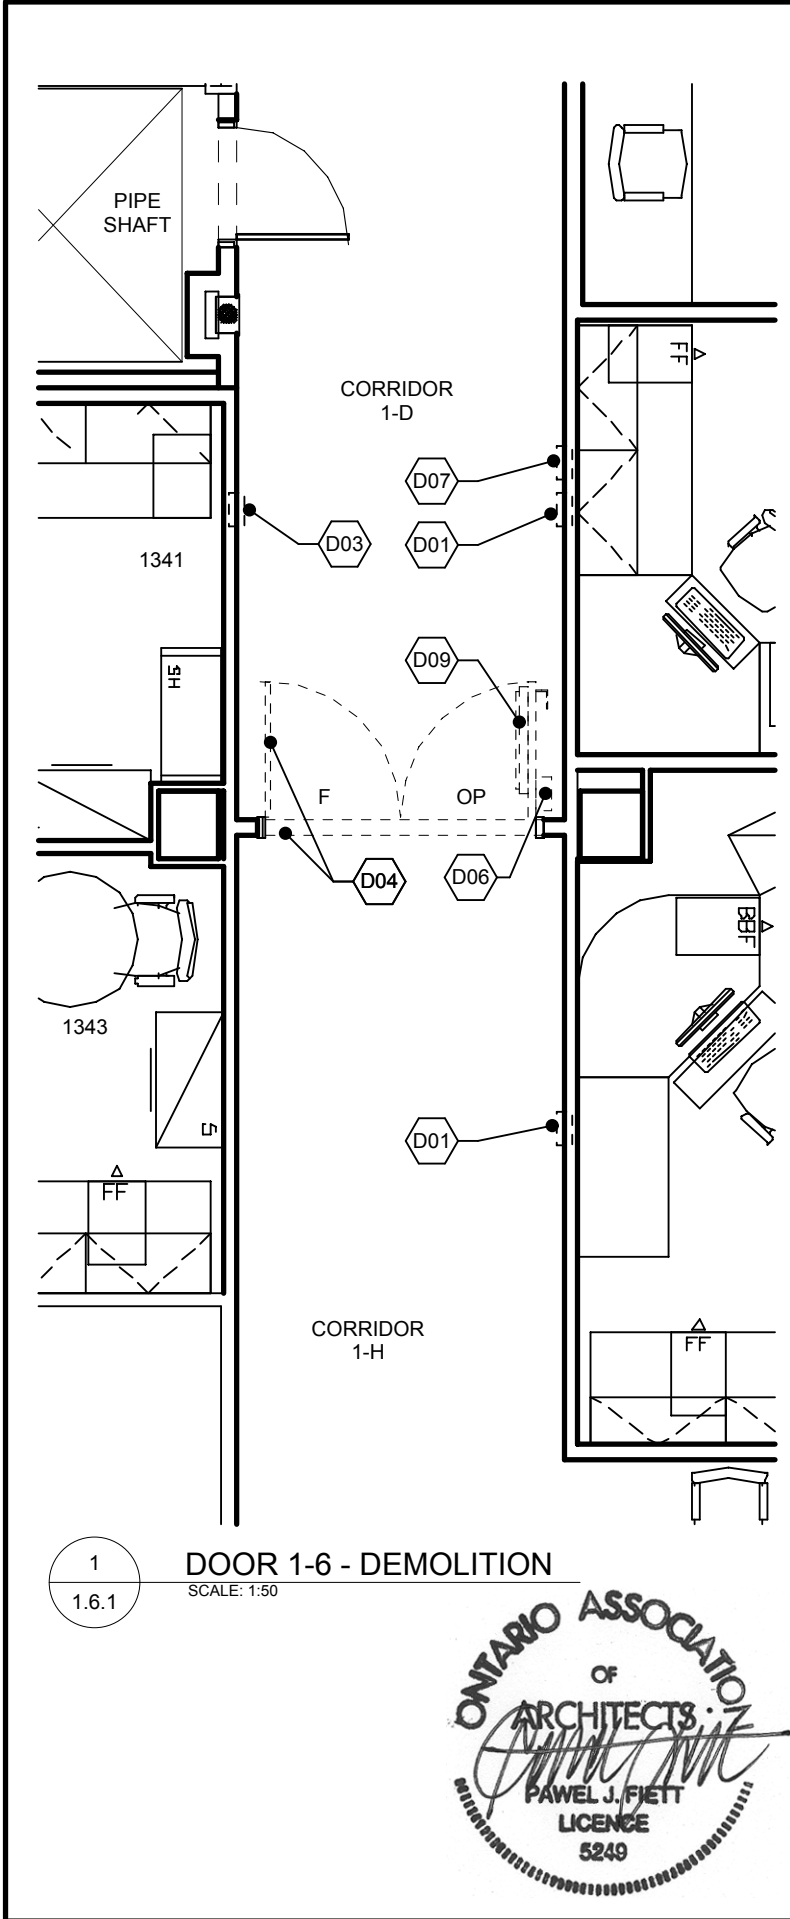 PIPE
SHAFT
FF
CORRIDOR
1-D
D07
D03
D01
1341
D09
SH
F
OP
D04
D06
BBF
1343
D01
S
FF
CORRIDOR
1-H
FF
1
1.6.1
DOOR 1-6 - DEMOLITION
SCALE: 1:50
ONTARIO ASSOCIATION
OF
ARCHITECTS
PAWEL J. FIETT
LICENCE
5249